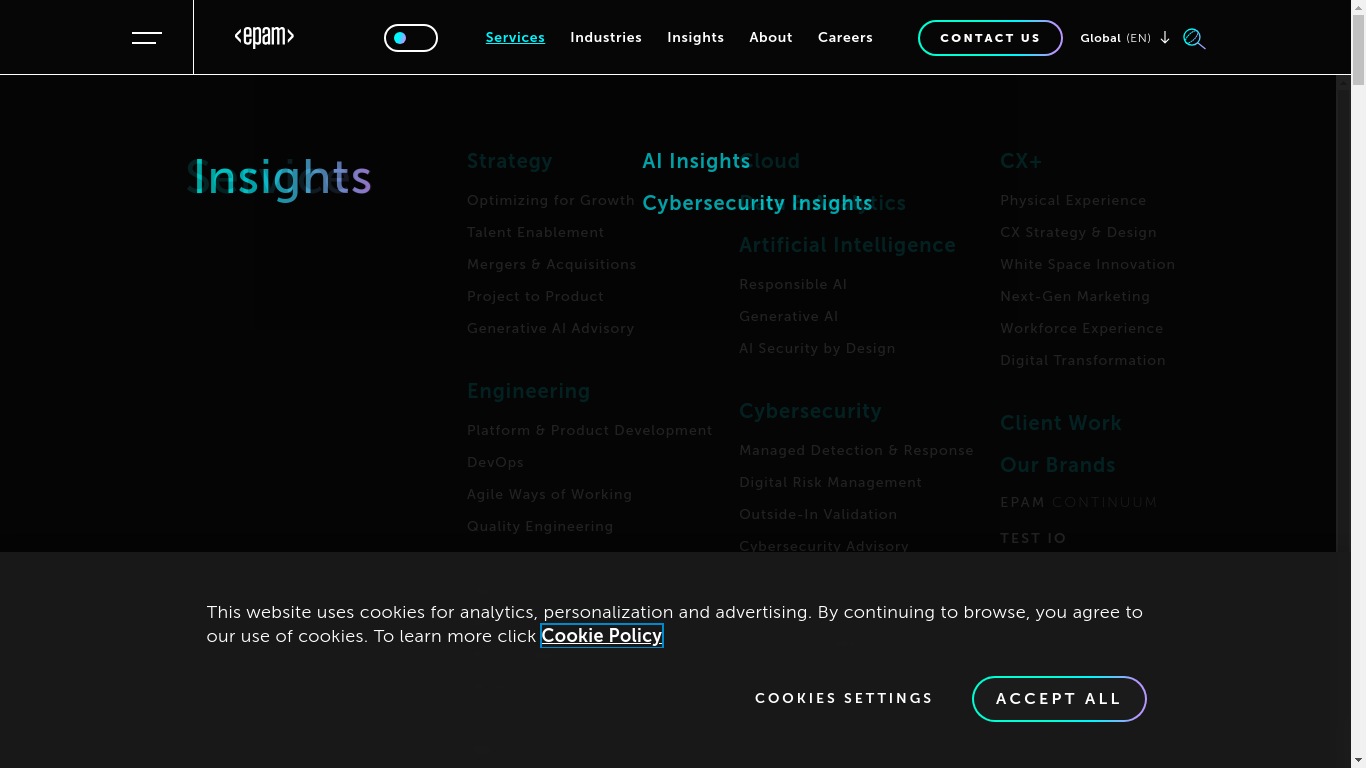 <epam>
Services
Industries
Insights
About
Careers
CONTACT US
Global (EN)
Insights
Services
AI Insights
Cybersecurity Insights
Strategy
Optimizing for Growth
Talent Enablement
Mergers & Acquisitions
Project to Product
Generative AI Advisory
Engineering
Platform & Product Development
DevOps
Agile Ways of Working
Quality Engineering
Cloud
Artificial Intelligence
Responsible AI
Generative AI
AI Security by Design
Cybersecurity
Managed Detection & Response
Digital Risk Management
Outside-In Validation
Cybersecurity Advisory
CX+
Physical Experience
CX Strategy & Design
White Space Innovation
Next-Gen Marketing
Workforce Experience
Digital Transformation
Client Work
Our Brands
EPAM CONTINUUM
TEST IO
This website uses cookies for analytics, personalization and advertising. By continuing to browse, you agree to
our use of cookies. To learn more click Cookie Policy
COOKIES SETTINGS
ACCEPT ALL